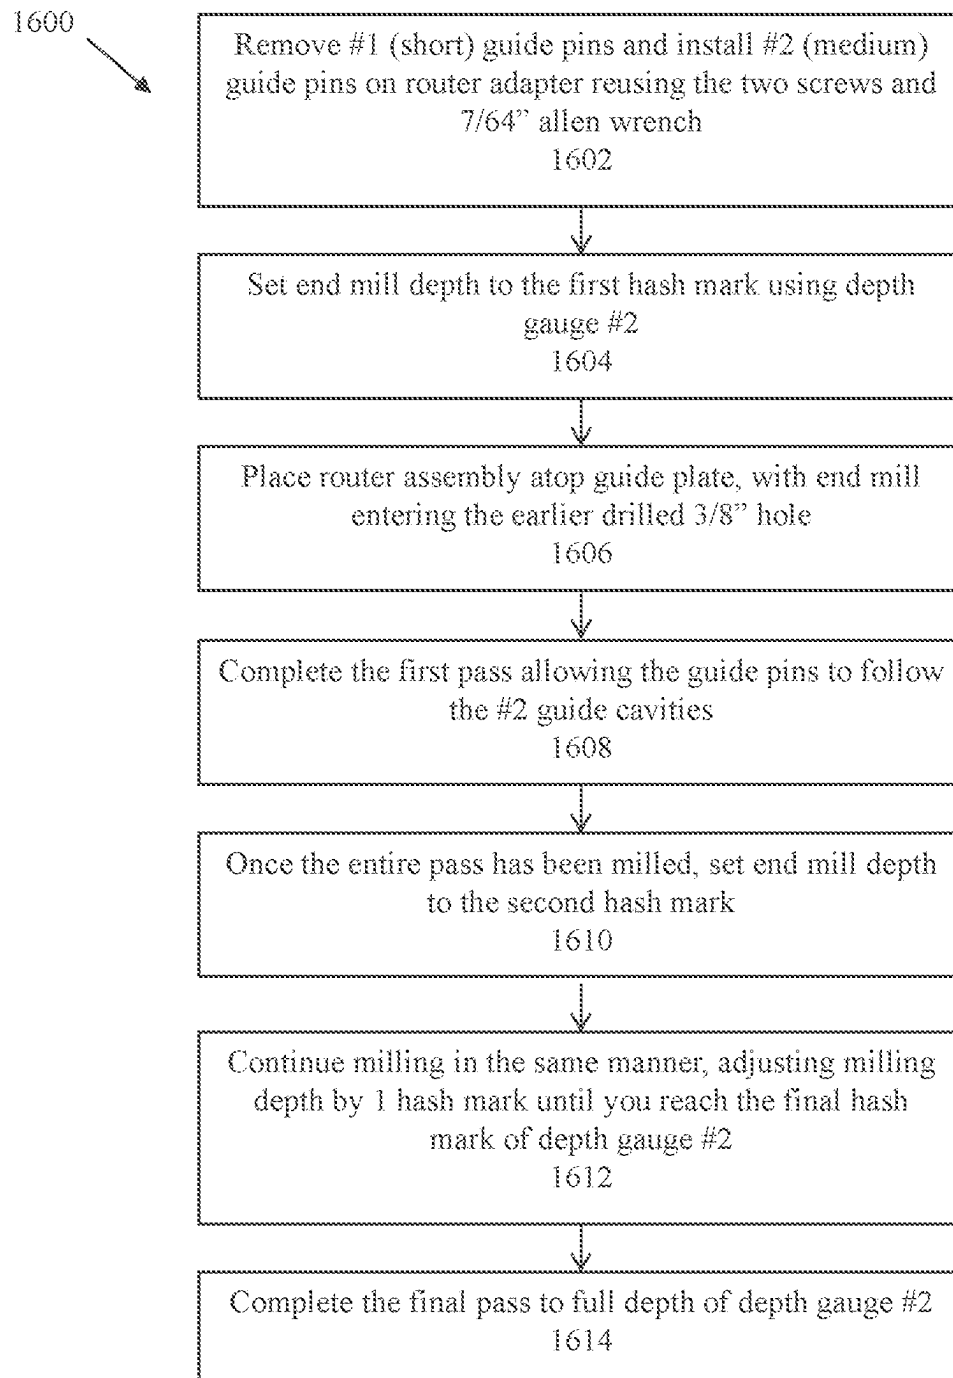 1600
Remove #1 (short) guide pins and install #2 (medium)
guide pins on router adapter reusing the two screws and
7/64” allen wrench
1602
Set end mill depth to the first hash mark using depth
gauge #2
1604
Place router assembly atop guide plate, with end mill
entering the earlier drilled 3/8” hole
1606
Complete the first pass allowing the guide pins to follow
the #2 guide cavities
1608
Once the entire pass has been milled, set end mill depth
to the second hash mark
1610
Continue milling in the same manner, adjusting milling
depth by 1 hash mark until you reach the final hash
mark of depth gauge #2
1612
Complete the final pass to full depth of depth gauge #2
1614